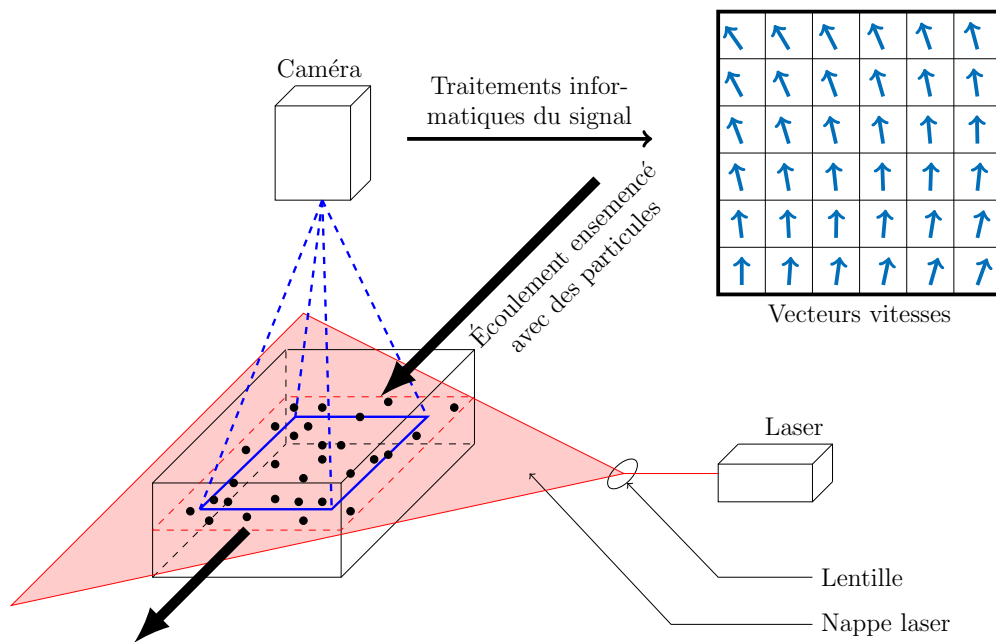 Caméra
Traitements infor-
matiques du signal
Écoulement ensemencé
avec des particules
Vecteurs vitesses
Laser
Lentille
Nappe laser